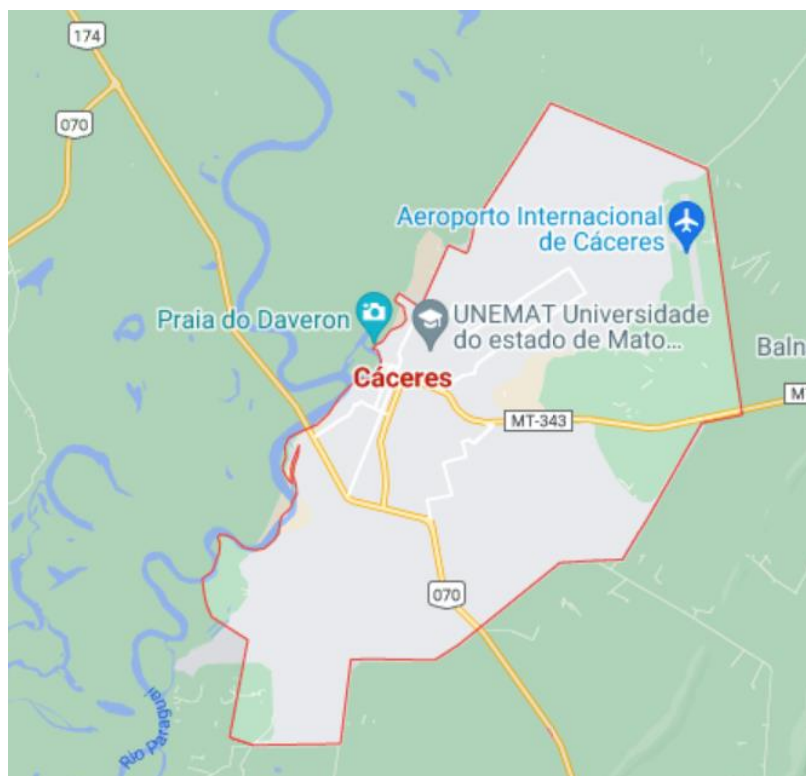 174
070
Aeroporto Internacional
de Cáceres
Praia do Daveron
UNEMAT Universidade
do estado de Mato...
Baln
Cáceres
MT-343
M
070
Rio Paraguai